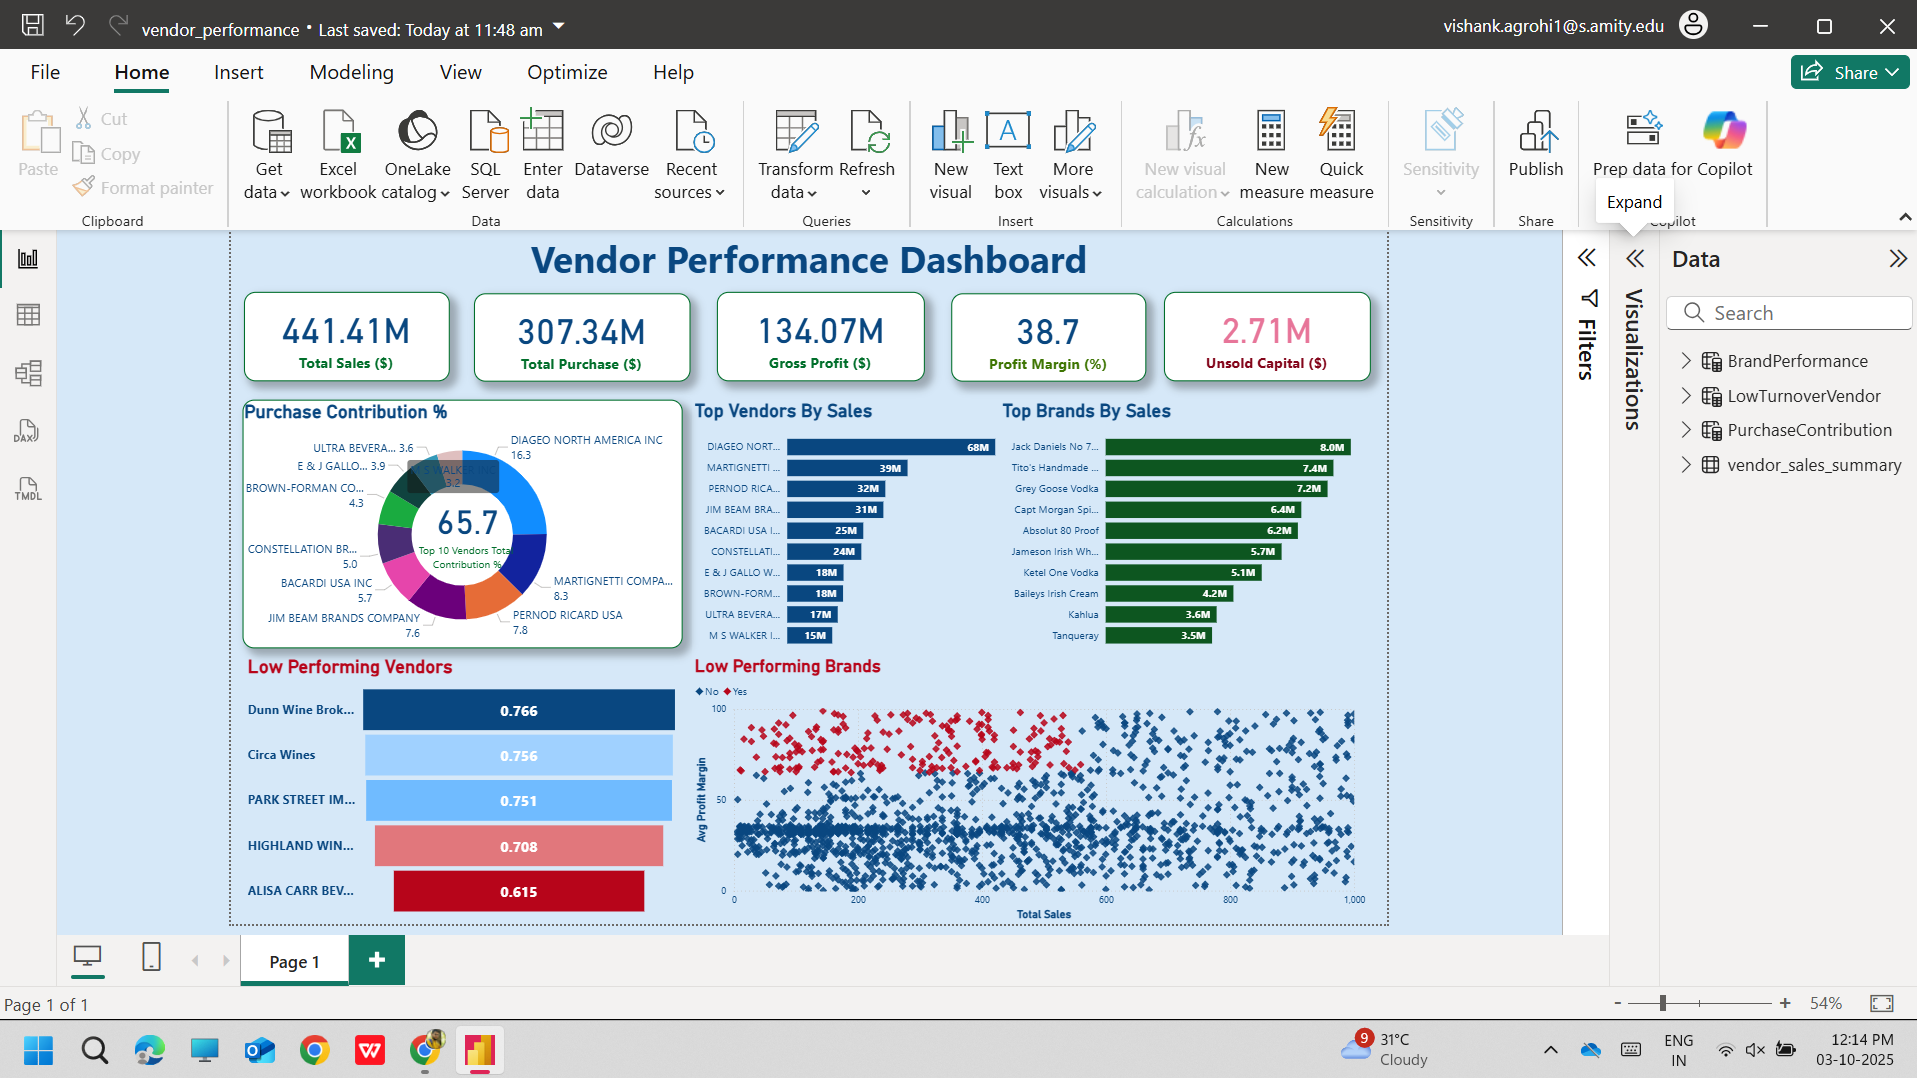 vendor_performance • Last saved: Today at 11:48 am
vishank.agrohi1@s.amity.edu
File
Home
Insert
Modeling
View
Optimize
Help
Share
Paste
Cut
Copy
Format painter
Clipboard
Get data
Excel workbook
OneLake catalog
SQL Server
Enter data
Dataverse
Recent sources
Data
Transform data
Refresh
Queries
New visual
Text box
More visuals
Insert
New visual calculation
New measure
Quick measure
Calculations
Sensitivity
Sensitivity
Publish
Share
Prep data for Copilot
Expand
Vendor Performance Dashboard
441.41M
Total Sales ($)
307.34M
Total Purchase ($)
134.07M
Gross Profit ($)
38.7
Profit Margin (%)
2.71M
Unsold Capital ($)
Purchase Contribution %
DIAGEO NORTH AMERICA INC
16.3
MARTIGNETTI COMPA...
8.3
PERNOD RICARD USA
7.8
JIM BEAM BRANDS COMPANY
7.6
BACARDI USA INC
5.7
CONSTELLATION BR...
5.0
BROWN-FORMAN CO...
4.3
E & J GALLO... 3.9
ULTRA BEVERA... 3.6
M S WALKER INC
3.2
65.7
Top 10 Vendors Tota
Contribution %
Top Vendors By Sales
DIAGEO NORT... 68M
MARTIGNETTI ... 39M
PERNOD RICA... 32M
JIM BEAM BRA... 31M
BACARDI USA I... 25M
CONSTELLATI... 24M
E & J GALLO W... 18M
BROWN-FORM... 18M
ULTRA BEVERA... 17M
M S WALKER I... 15M
Top Brands By Sales
Jack Daniels No 7... 8.0M
Tito's Handmade ... 7.4M
Grey Goose Vodka 7.2M
Capt Morgan Spi... 6.4M
Absolut 80 Proof 6.2M
Jameson Irish Wh... 5.7M
Ketel One Vodka 5.1M
Baileys Irish Cream 4.2M
Kahlua 3.6M
Tanqueray 3.5M
Low Performing Vendors
Dunn Wine Brok... 0.766
Circa Wines 0.756
PARK STREET IM... 0.751
HIGHLAND WIN... 0.708
ALISA CARR BEV... 0.615
Low Performing Brands
No Yes
100
50
0
Avg Profit Margin
0 200 400 600 800 1,000
Total Sales
Filters
Visualizations
Data
Search
BrandPerformance
LowTurnoverVendor
PurchaseContribution
vendor_sales_summary
DAX
TMDL
Page 1
Page 1 of 1
- + 54%
9
31°C
Cloudy
ENG
IN
12:14 PM
03-10-2025